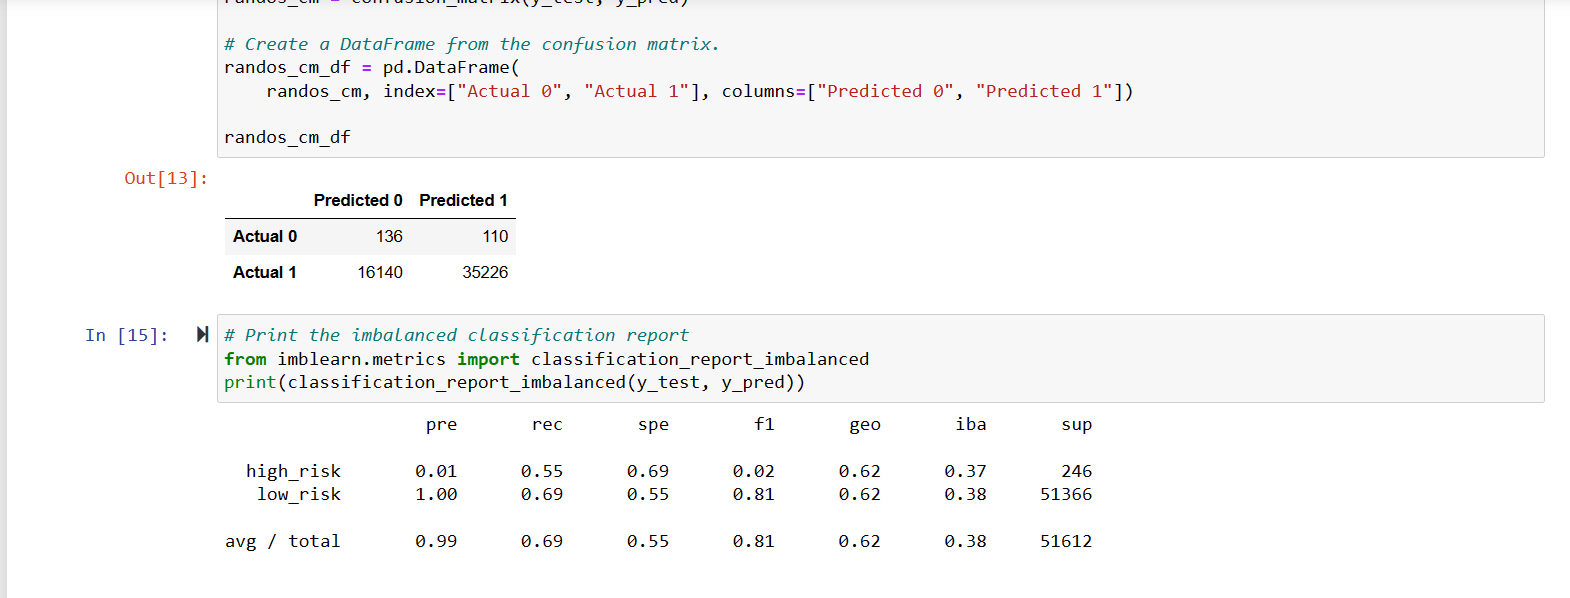 randos_cm = confusion_matrix(y_test, y_pred)
# Create a DataFrame from the confusion matrix.
randos_cm_df = pd.DataFrame(
randos_cm, index=["Actual 0", "Actual 1"], columns=["Predicted 0", "Predicted 1"])
randos_cm_df
Out[13]:
Predicted 0 Predicted 1
Actual 0 136 110
Actual 1 16140 35226
In [15]:
# Print the imbalanced classification report
from imblearn.metrics import classification_report_imbalanced
print(classification_report_imbalanced(y_test, y_pred))
pre rec spe f1 geo iba sup
high_risk 0.01 0.55 0.69 0.02 0.62 0.37 246
low_risk 1.00 0.69 0.55 0.81 0.62 0.38 51366
avg / total 0.99 0.69 0.55 0.81 0.62 0.38 51612